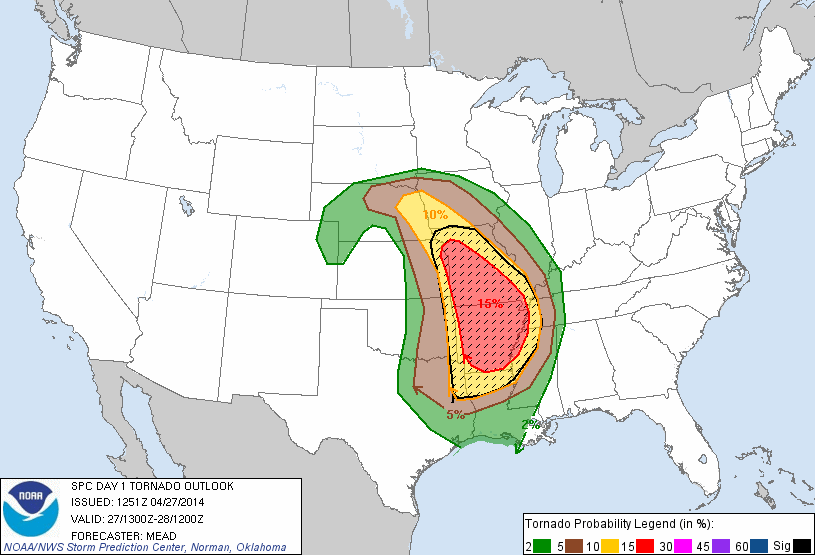 10%
15%
5%
2%
NOAA
SPC DAY 1 TORNADO OUTLOOK
ISSUED: 1251Z 04/27/2014
VALID: 27/1300Z-28/1200Z
FORECASTER: MEAD
NOAA/NWS Storm Prediction Center, Norman, Oklahoma
Tornado Probability Legend (in %):
2 5 10 15 30 45 60 Sig